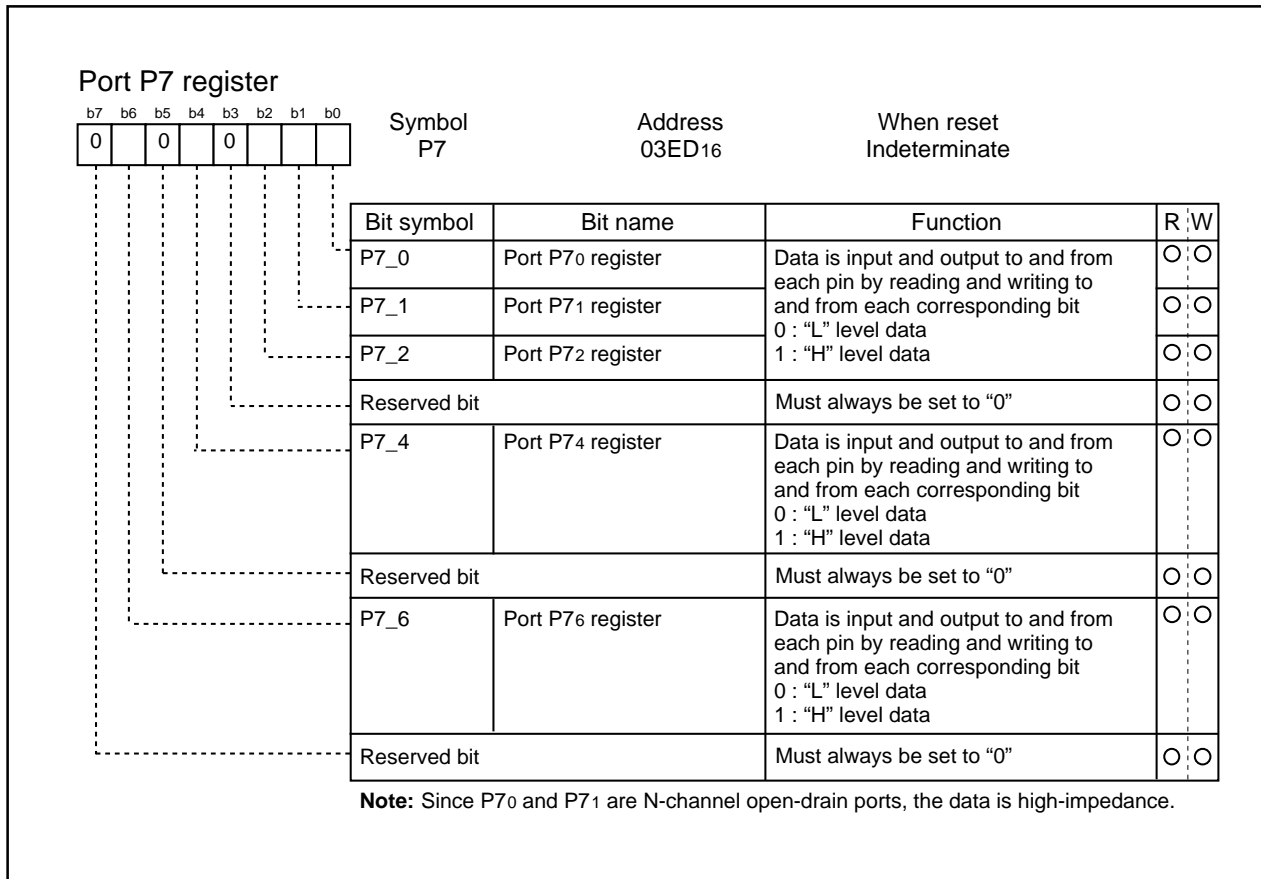 Port P7 register
b7 b6 b5 b4 b3 b2 b1 b0
0 0 0
Symbol Address When reset
P7 03ED16 Indeterminate
Bit symbol Bit name Function R W
P7_0 Port P70 register Data is input and output to and from
each pin by reading and writing to
P7_1 Port P71 register and from each corresponding bit
0 : “L” level data
P7_2 Port P72 register 1 : “H” level data
Reserved bit Must always be set to “0”
P7_4 Port P74 register Data is input and output to and from
each pin by reading and writing to
and from each corresponding bit
0 : “L” level data
1 : “H” level data
Reserved bit Must always be set to “0”
P7_6 Port P76 register Data is input and output to and from
each pin by reading and writing to
and from each corresponding bit
0 : “L” level data
1 : “H” level data
Reserved bit Must always be set to “0”
Note: Since P70 and P71 are N-channel open-drain ports, the data is high-impedance.